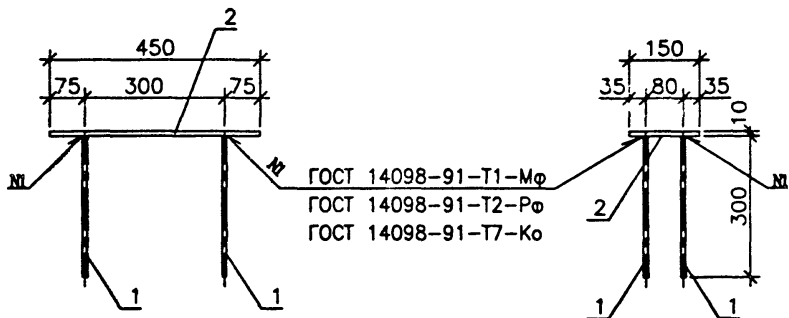 2
450
75 300 75
150
35 80 35
10
N1
N1
ГОСТ 14098-91-Т1-Мф
ГОСТ 14098-91-Т2-Рф
ГОСТ 14098-91-Т7-Ко
2
N1
300
1
1
1
1